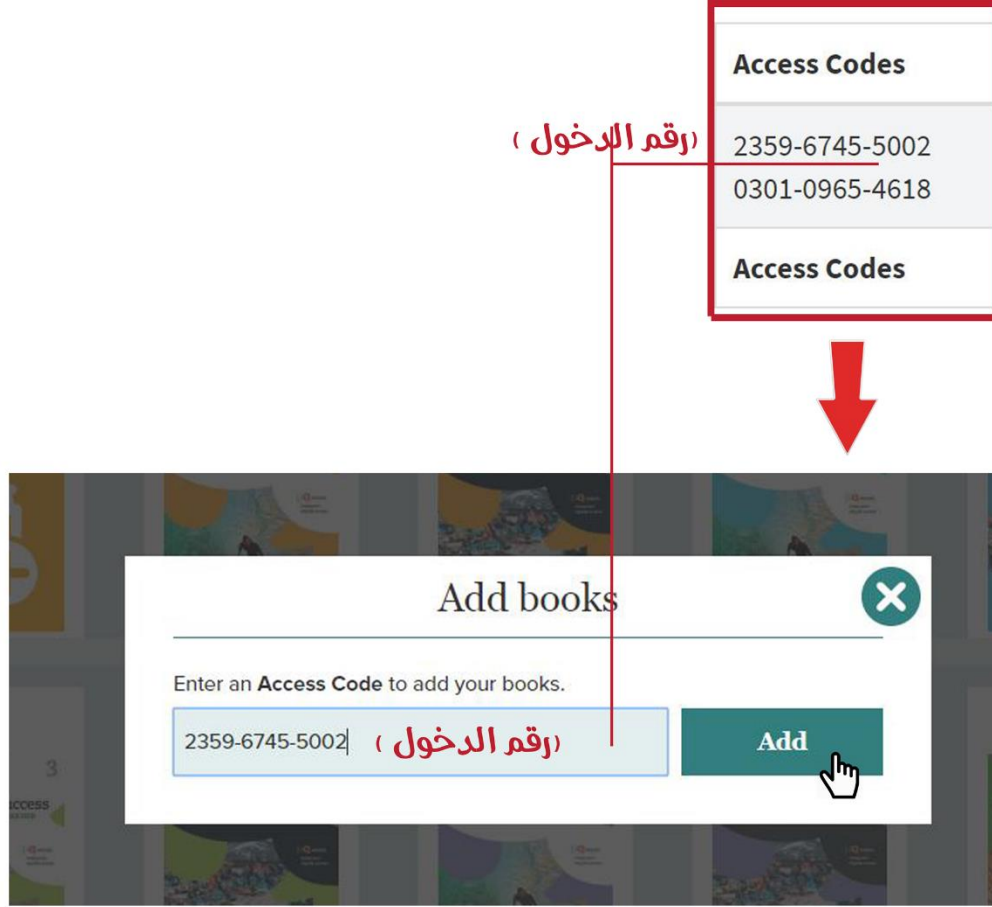 Access Codes
(رقم الدخول )
2359-6745-5002
0301-0965-4618
Access Codes
Add books
Enter an Access Code to add your books.
2359-6745-5002
(رقم الدخول )
Add
3